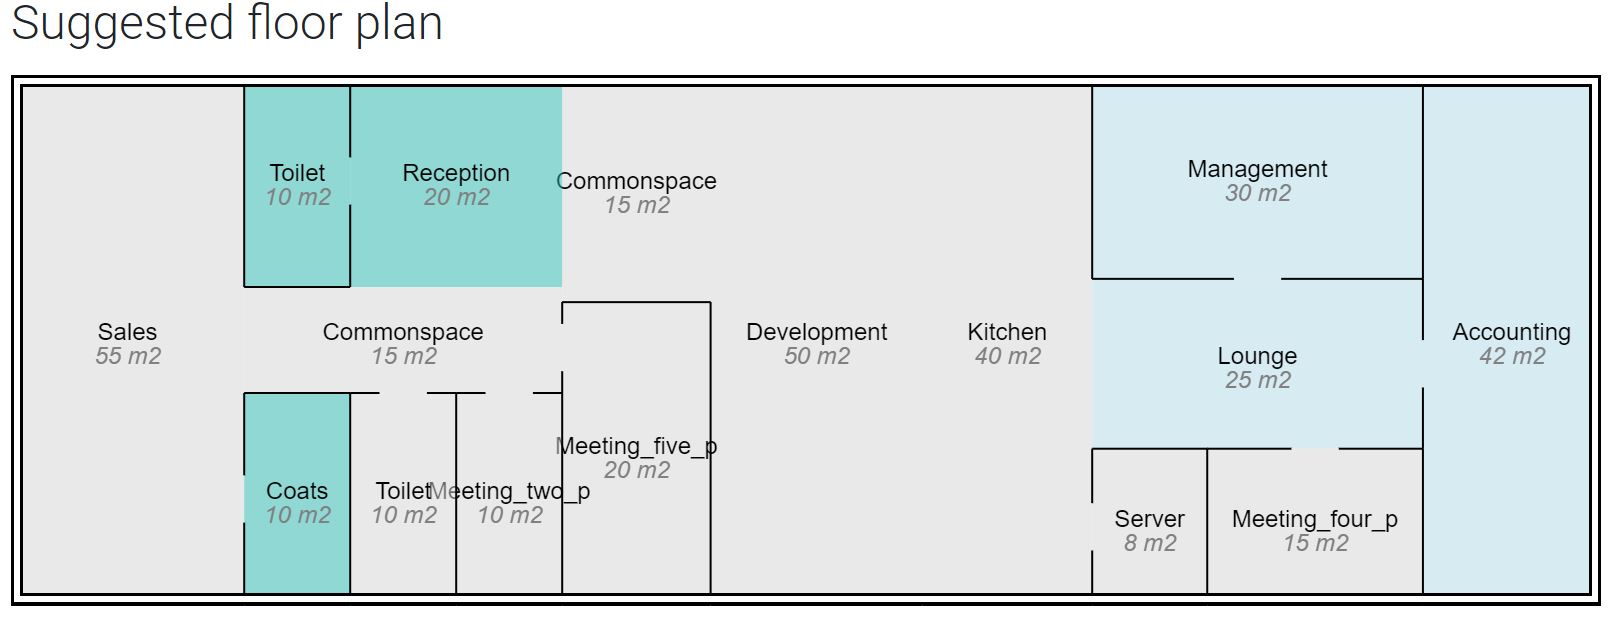 Suggested floor plan
Toilet
10 m2
Reception
20 m2
Commonspace
15 m2
Management
30 m2
Sales
55 m2
Commonspace
15 m2
Development
50 m2
Kitchen
40 m2
Lounge
25 m2
Accounting
42 m2
Meeting_five_p
20 m2
Coats
10 m2
Toilet
10 m2
Meeting_two_p
10 m2
Server
8 m2
Meeting_four_p
15 m2